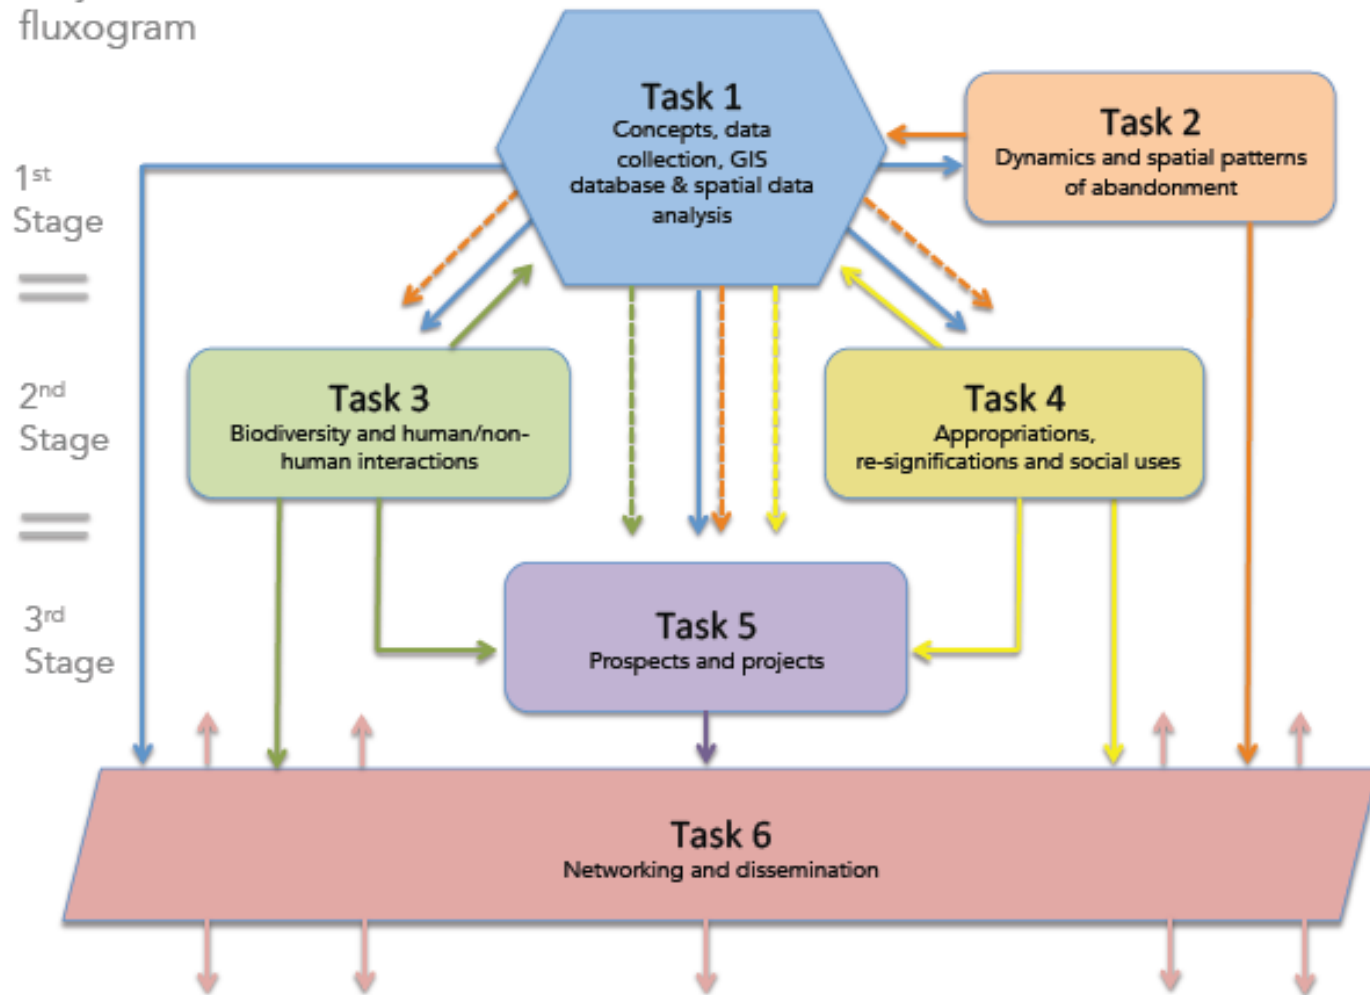 fluxogram
Task 1
Concepts, data
collection, GIS
database & spatial data
analysis
Task 2
Dynamics and spatial patterns
of abandonment
1st
Stage
2nd
Stage
Task 3
Biodiversity and human/non-
human interactions
Task 4
Appropriations,
re-significations and social uses
3rd
Stage
Task 5
Prospects and projects
Task 6
Networking and dissemination